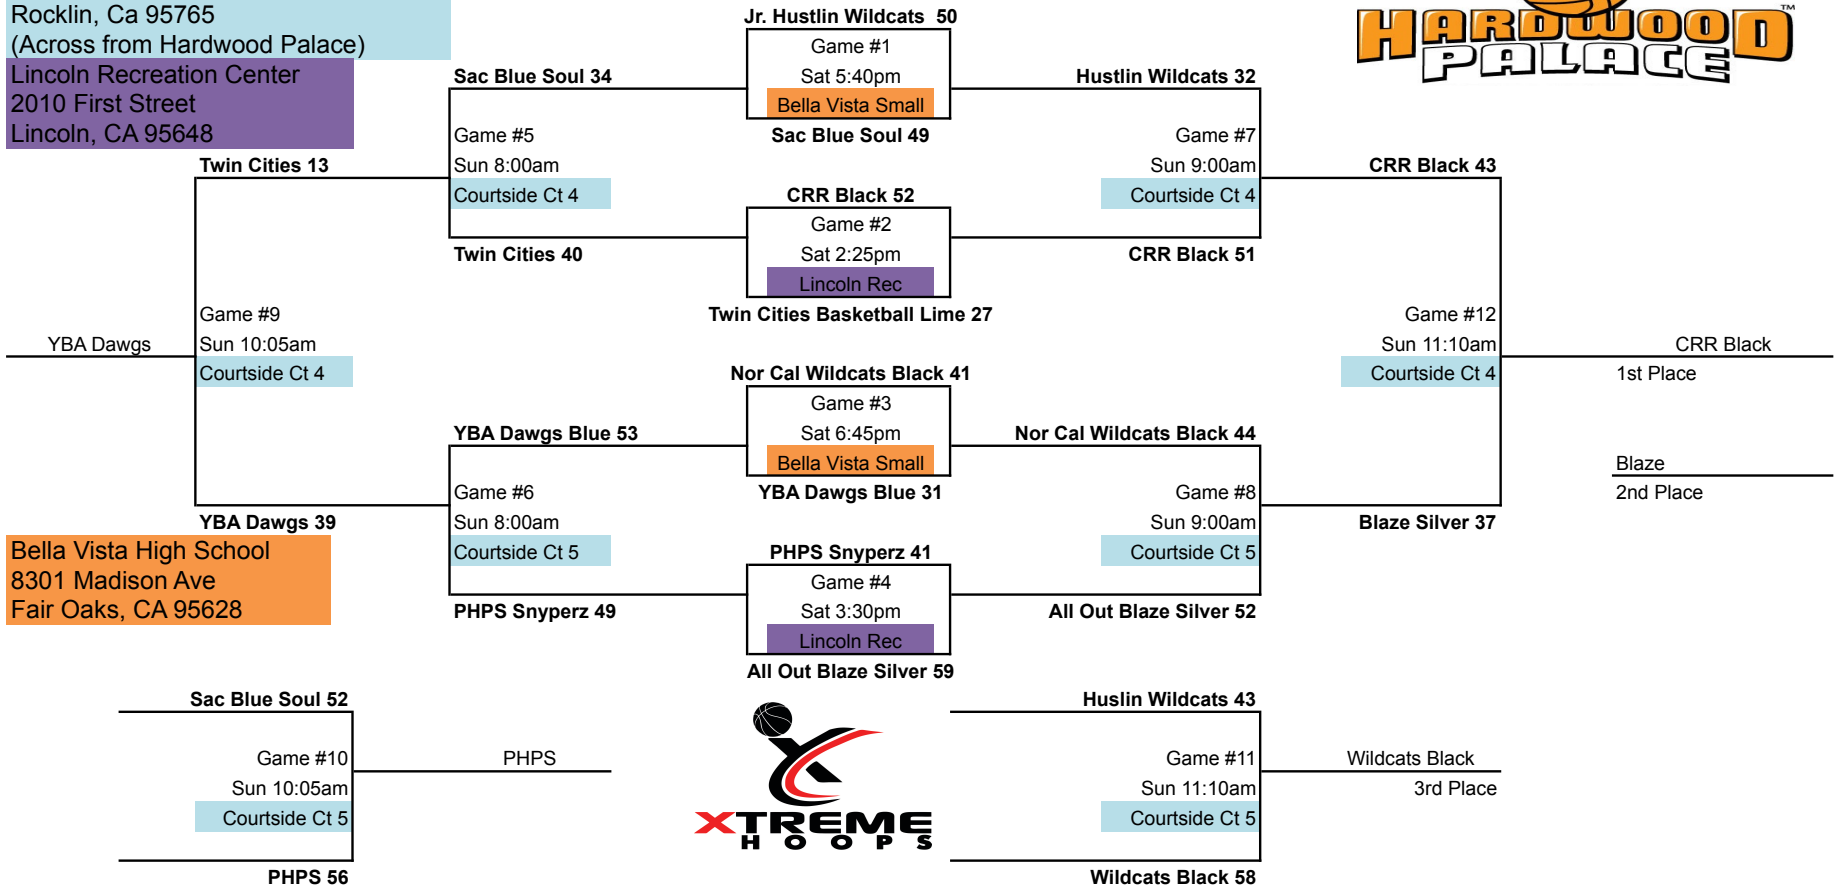 Rocklin, Ca 95765
(Across from Hardwood Palace)
Lincoln Recreation Center
2010 First Street
Lincoln, CA 95648
HARDWOOD
PALACE
TM
Jr. Hustlin Wildcats 50
Game #1
Sat 5:40pm
Bella Vista Small
Sac Blue Soul 49
Sac Blue Soul 34
Game #5
Sun 8:00am
Courtside Ct 4
Twin Cities 40
Hustlin Wildcats 32
Game #7
Sun 9:00am
Courtside Ct 4
CRR Black 51
CRR Black 52
Game #2
Sat 2:25pm
Lincoln Rec
Twin Cities Basketball Lime 27
Twin Cities 13
Game #9
Sun 10:05am
Courtside Ct 4
YBA Dawgs 39
YBA Dawgs
CRR Black 43
Game #12
Sun 11:10am
Courtside Ct 4
Blaze Silver 37
CRR Black
1st Place
Blaze
2nd Place
Nor Cal Wildcats Black 41
Game #3
Sat 6:45pm
Bella Vista Small
YBA Dawgs Blue 31
YBA Dawgs Blue 53
Game #6
Sun 8:00am
Courtside Ct 5
PHPS Snyperz 49
Nor Cal Wildcats Black 44
Game #8
Sun 9:00am
Courtside Ct 5
All Out Blaze Silver 52
PHPS Snyperz 41
Game #4
Sat 3:30pm
Lincoln Rec
All Out Blaze Silver 59
Bella Vista High School
8301 Madison Ave
Fair Oaks, CA 95628
Sac Blue Soul 52
Game #10
Sun 10:05am
Courtside Ct 5
PHPS 56
PHPS
XTREME
HOOPS
Huslin Wildcats 43
Game #11
Sun 11:10am
Courtside Ct 5
Wildcats Black 58
Wildcats Black
3rd Place